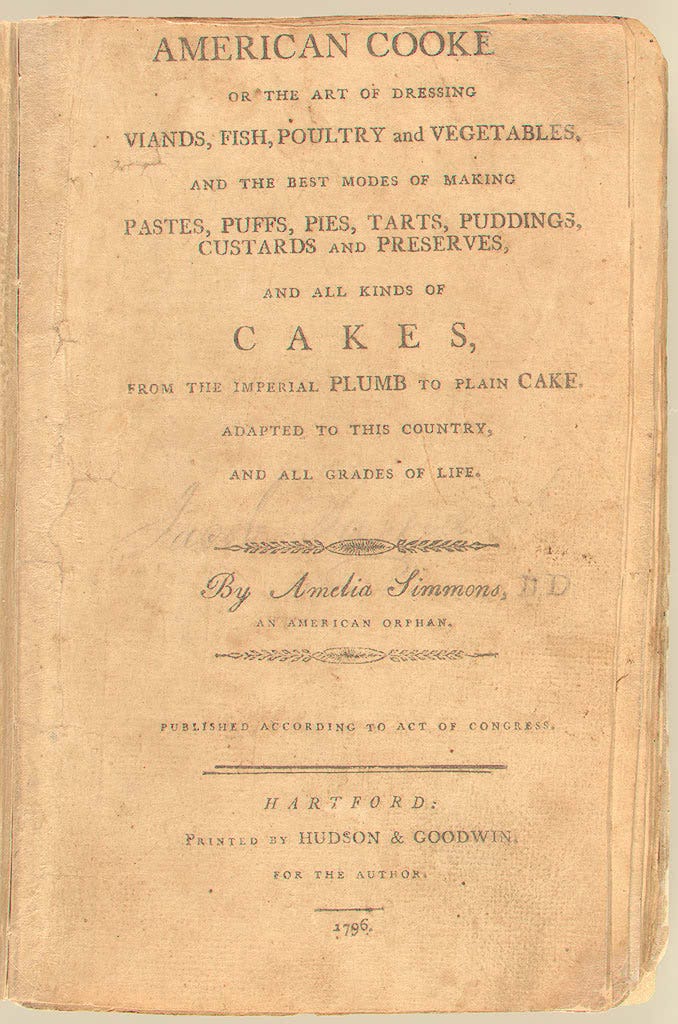 AMERICAN COOKE
OR THE ART OF DRESSING
VIANDS, FISH, POULTRY and VEGETABLES,
AND THE BEST MODES OF MAKING
PASTES, PUFFS, PIES, TARTS, PUDDINGS,
CUSTARDS AND PRESERVES,
AND ALL KINDS OF
CAKES,
FROM THE IMPERIAL PLUMB TO PLAIN CAKE.
ADAPTED TO THIS COUNTRY,
AND ALL GRADES OF LIFE.
By Amelia Simmons,
AN AMERICAN ORPHAN.
PUBLISHED ACCORDING TO ACT OF CONGRESS.
HARTFORD:
PRINTED BY HUDSON & GOODWIN.
FOR THE AUTHOR.
1796.